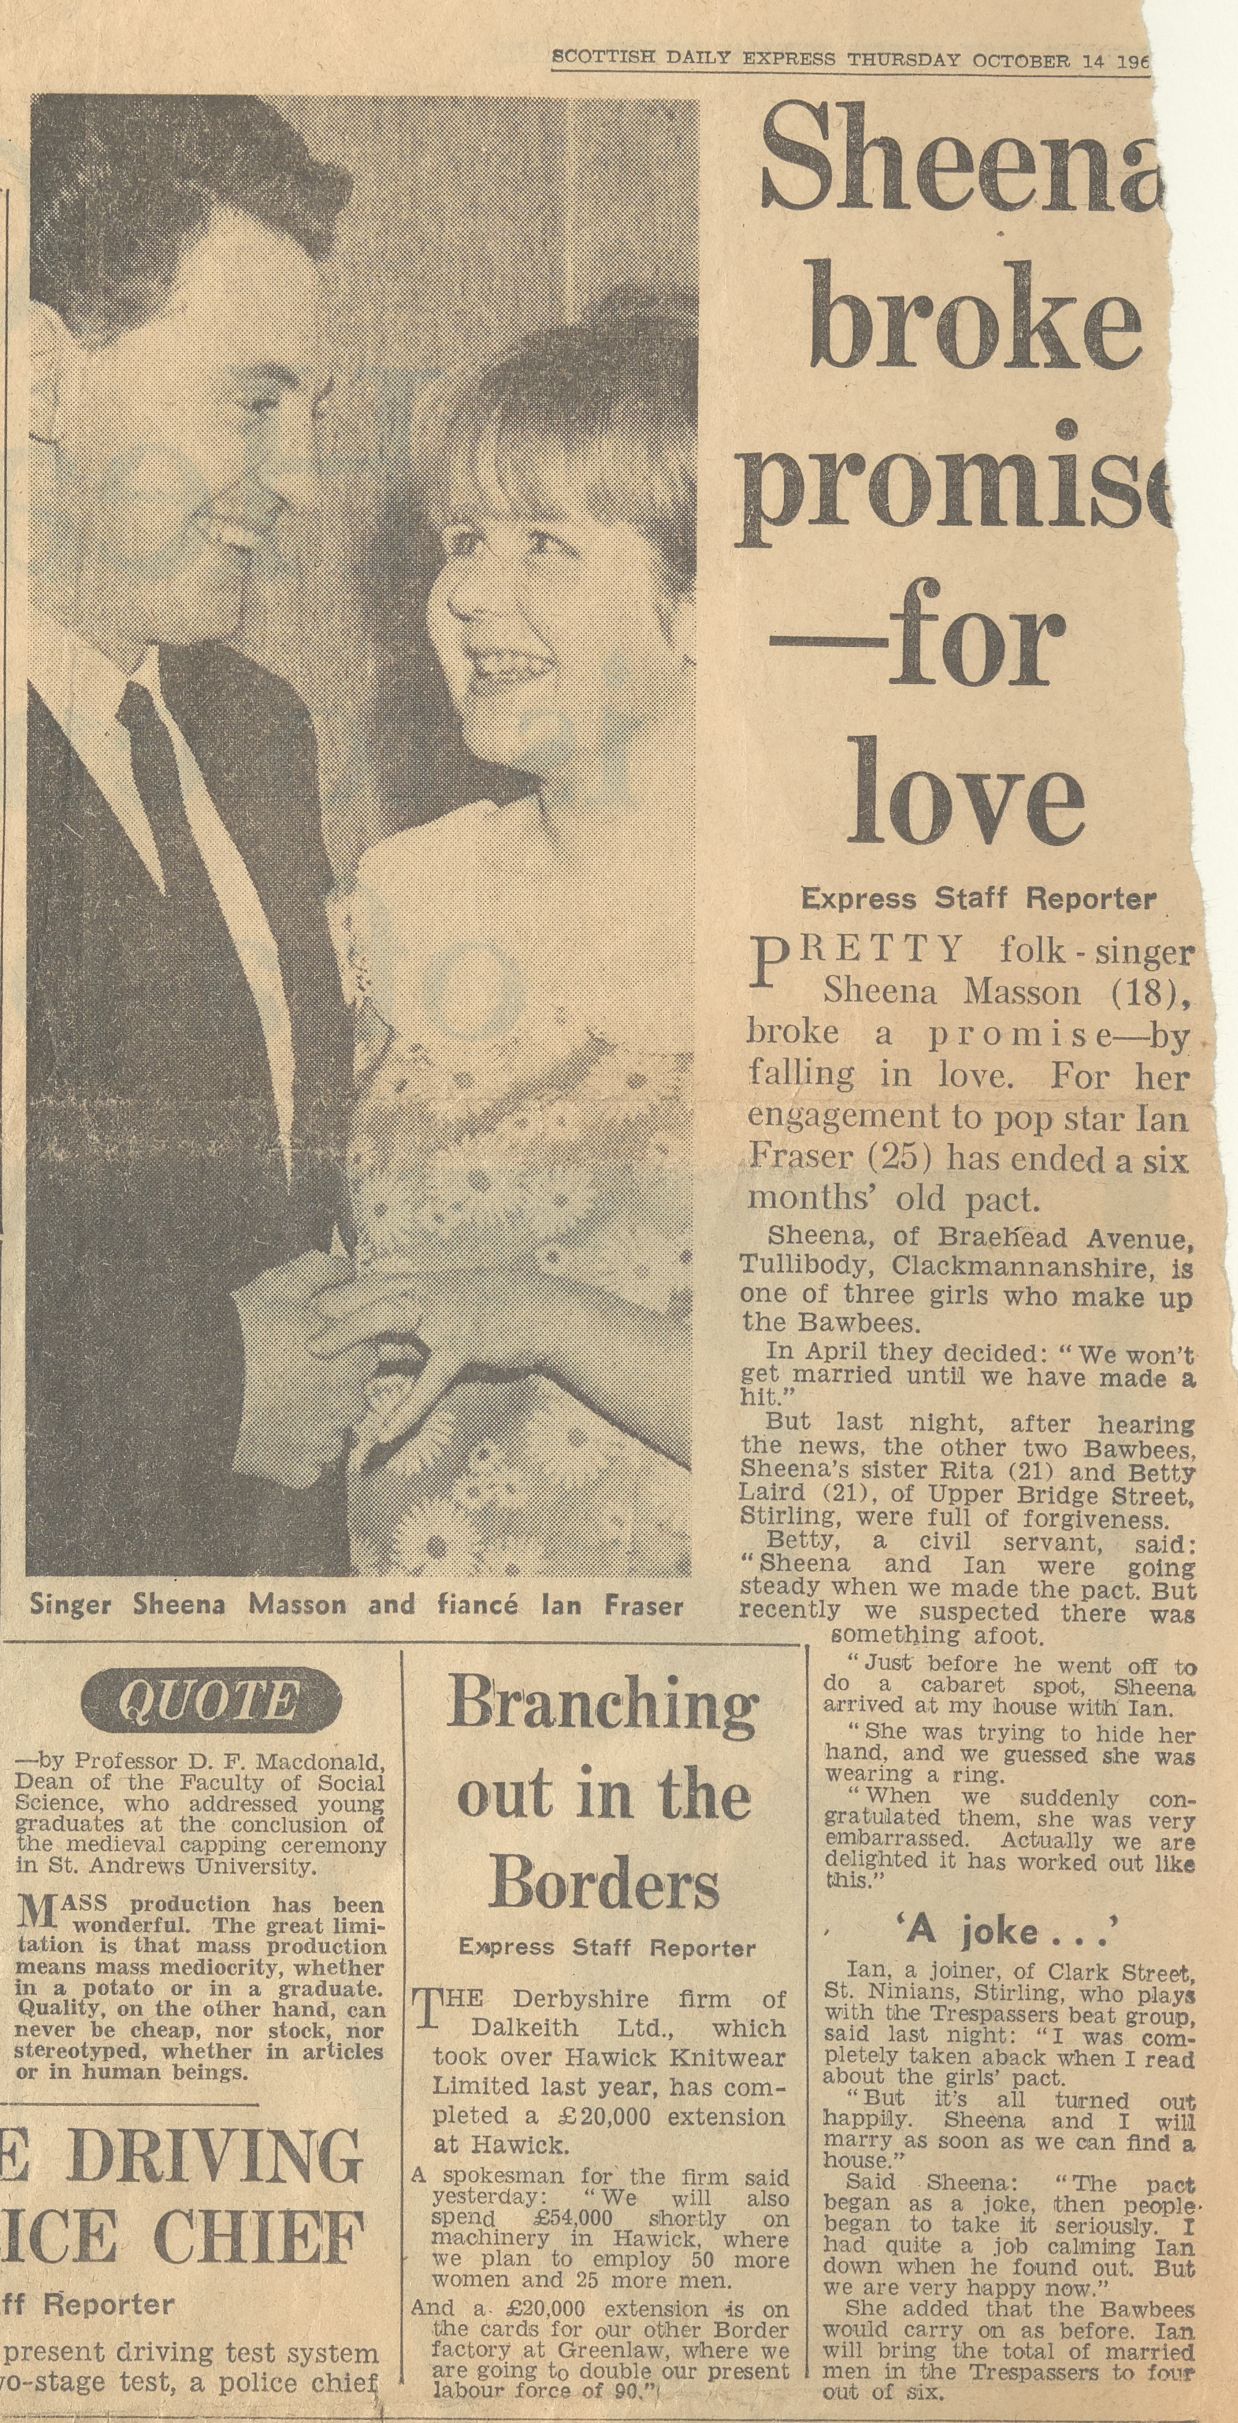 SCOTTISH DAILY EXPRESS THURSDAY OCTOBER 14 196
Sheena
broke
promise
—for
love
Express Staff Reporter
PRETTY folk-singer
Sheena Masson (18),
broke a promise—by
falling in love. For her
engagement to pop star Ian
Fraser (25) has ended a six
months' old pact.
Sheena, of Braehead Avenue,
Tullibody, Clackmannanshire, is
one of three girls who make up
the Bawbees.
In April they decided: "We won't
get married until we have made a
hit."
But last night, after hearing
the news, the other two Bawbees,
Sheena's sister Rita (21) and Betty
Laird (21), of Upper Bridge Street,
Stirling, were full of forgiveness.
Betty, a civil servant, said:
"Sheena and Ian were going
steady when we made the pact. But
recently we suspected there was
something afoot.
"Just before he went off to
do a cabaret spot, Sheena
arrived at my house with Ian.
"She was trying to hide her
hand, and we guessed she was
wearing a ring.
"When we suddenly con-
gratulated them, she was very
embarrassed. Actually we are
delighted it has worked out like
this."
'A joke . . .'
Ian, a joiner, of Clark Street,
St. Ninians, Stirling, who plays
with the Trespassers beat group,
said last night: "I was com-
pletely taken aback when I read
about the girls' pact.
"But it's all turned out
happily. Sheena and I will
marry as soon as we can find a
house."
Said Sheena: "The pact
began as a joke, then people
began to take it seriously. I
had quite a job calming Ian
down when he found out. But
we are very happy now."
She added that the Bawbees
would carry on as before. Ian
will bring the total of married
men in the Trespassers to four
out of six.
Singer Sheena Masson and fiancé Ian Fraser
QUOTE
—by Professor D. F. Macdonald,
Dean of the Faculty of Social
Science, who addressed young
graduates at the conclusion of
the medieval capping ceremony
in St. Andrews University.
MASS production has been
wonderful. The great limi-
tation is that mass production
means mass mediocrity, whether
in a potato or in a graduate.
Quality, on the other hand, can
never be cheap, nor stock, nor
stereotyped, whether in articles
or in human beings.
E DRIVING
ICE CHIEF
ff Reporter
present driving test system
o-stage test, a police chief
Branching
out in the
Borders
Express Staff Reporter
THE Derbyshire firm of
Dalkeith Ltd., which
took over Hawick Knitwear
Limited last year, has com-
pleted a £20,000 extension
at Hawick.
A spokesman for the firm said
yesterday: "We will also
spend £54,000 shortly on
machinery in Hawick, where
we plan to employ 50 more
women and 25 more men.
And a £20,000 extension is on
the cards for our other Border
factory at Greenlaw, where we
are going to double our present
labour force of 90."